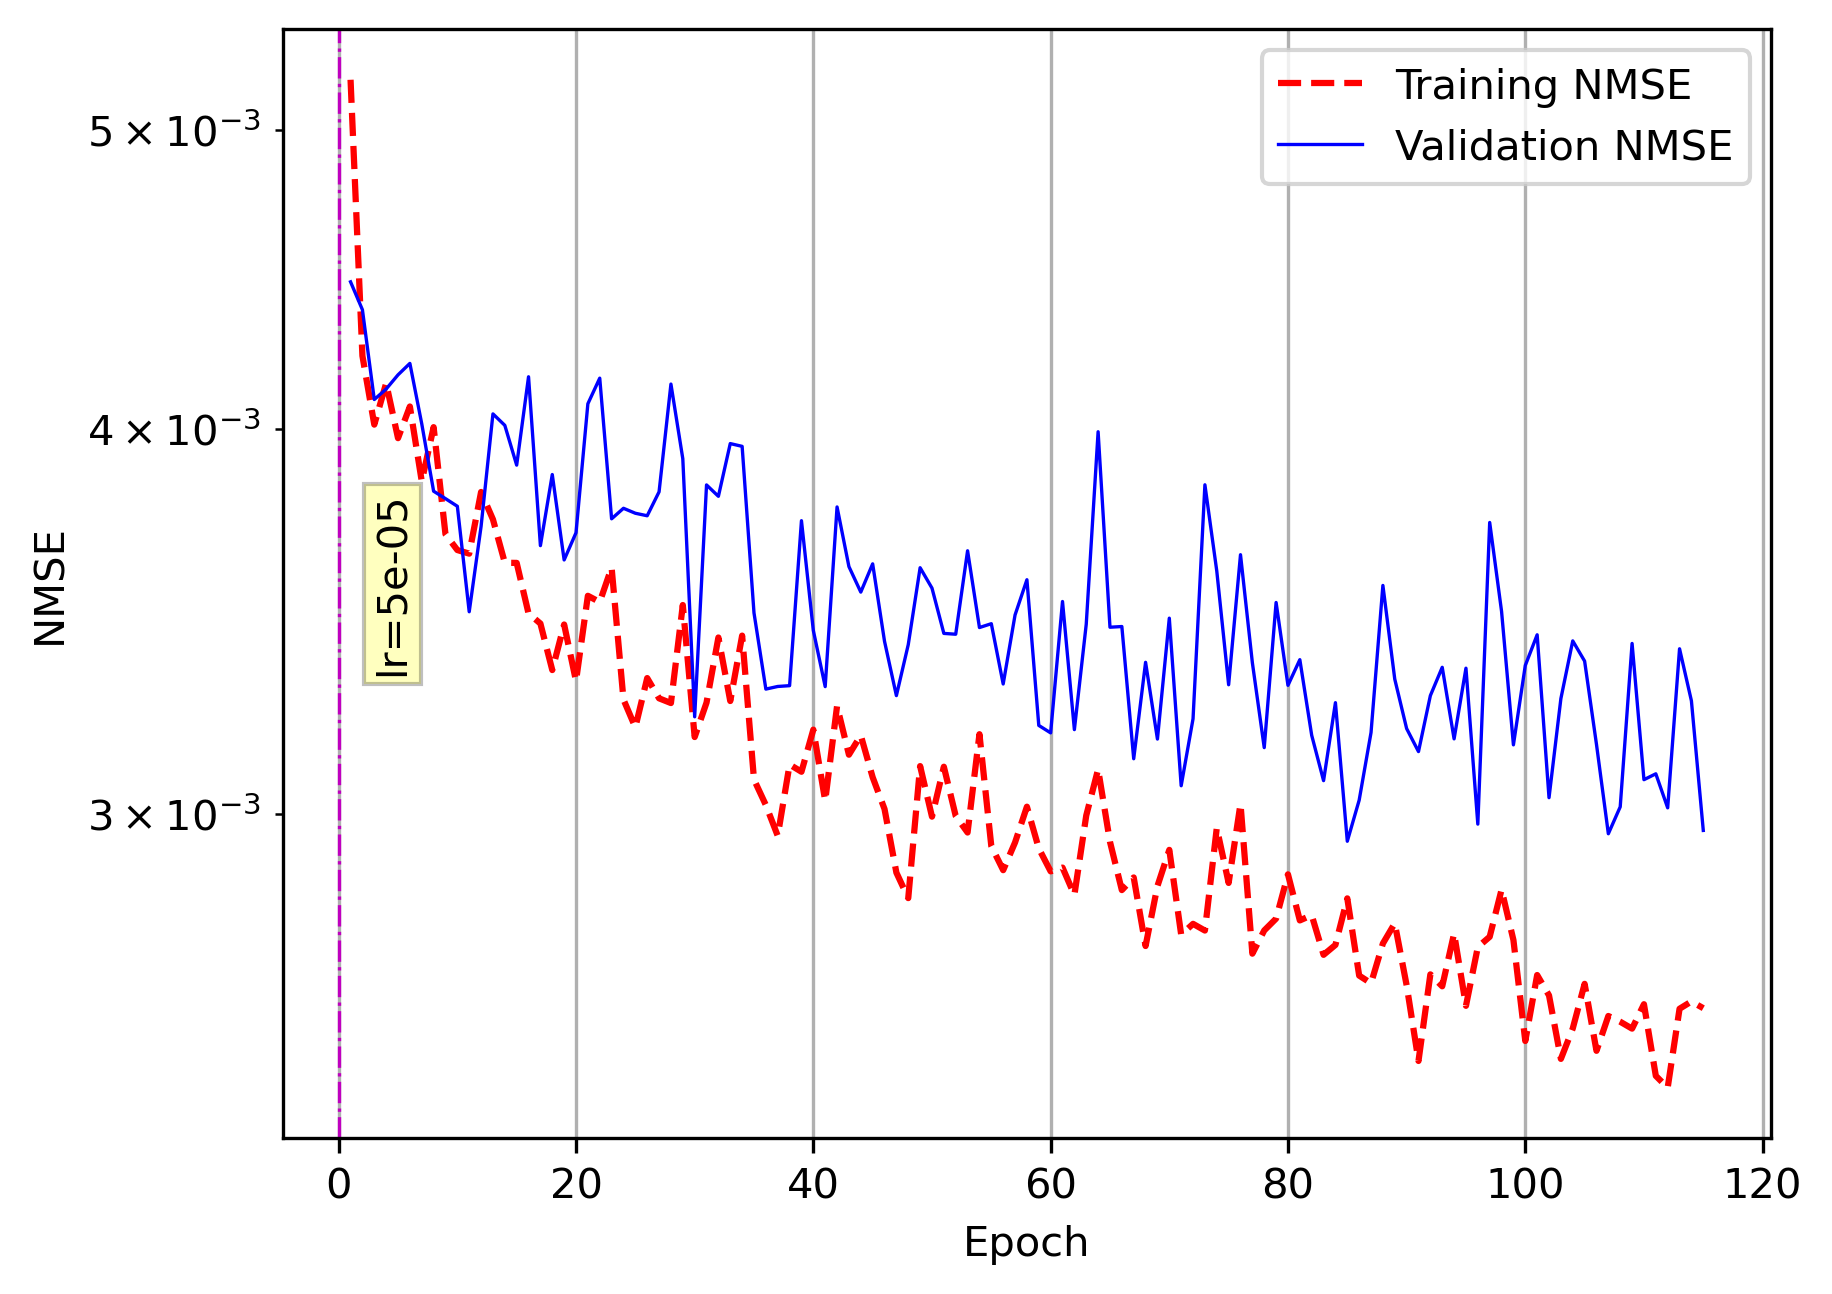 Training NMSE
Validation NMSE
5×10⁻³
4×10⁻³
3×10⁻³
NMSE
lr=5e-05
0 20 40 60 80 100 120
Epoch